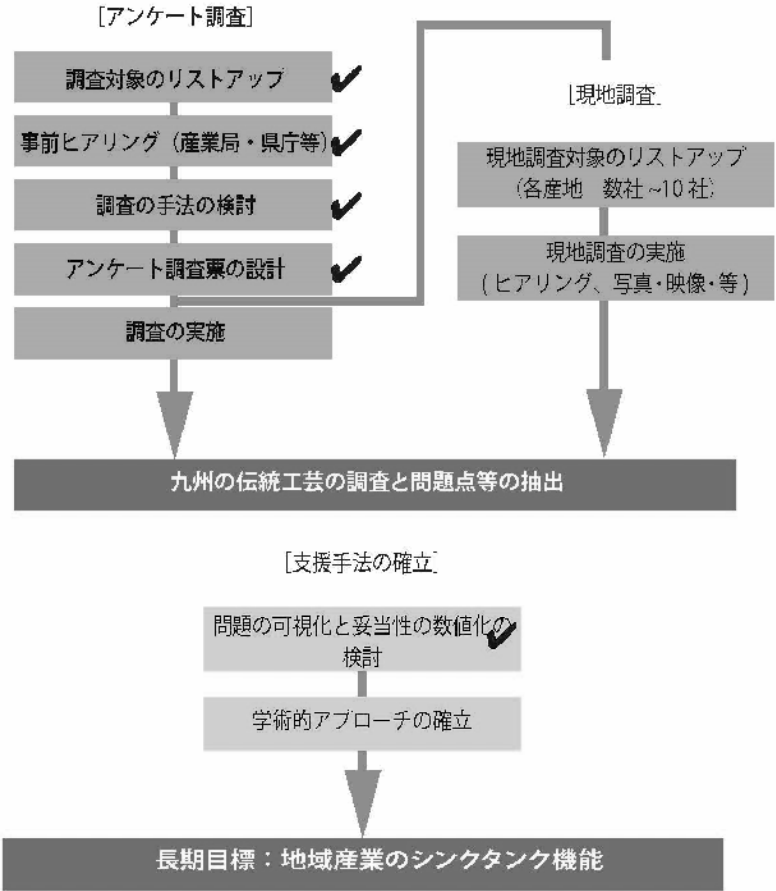 [アンケート調査]
調査対象のリストアップ
事前ヒアリング（産業局・県庁等）
調査の手法の検討
アンケート調査票の設計
調査の実施
[現地調査]
現地調査対象のリストアップ
（各産地　数社~10社）
現地調査の実施
(ヒアリング、写真・映像・等)
九州の伝統工芸の調査と問題点等の抽出
[支援手法の確立]
問題の可視化と妥当性の数値化の
検討
学術的アプローチの確立
長期目標：地域産業のシンクタンク機能